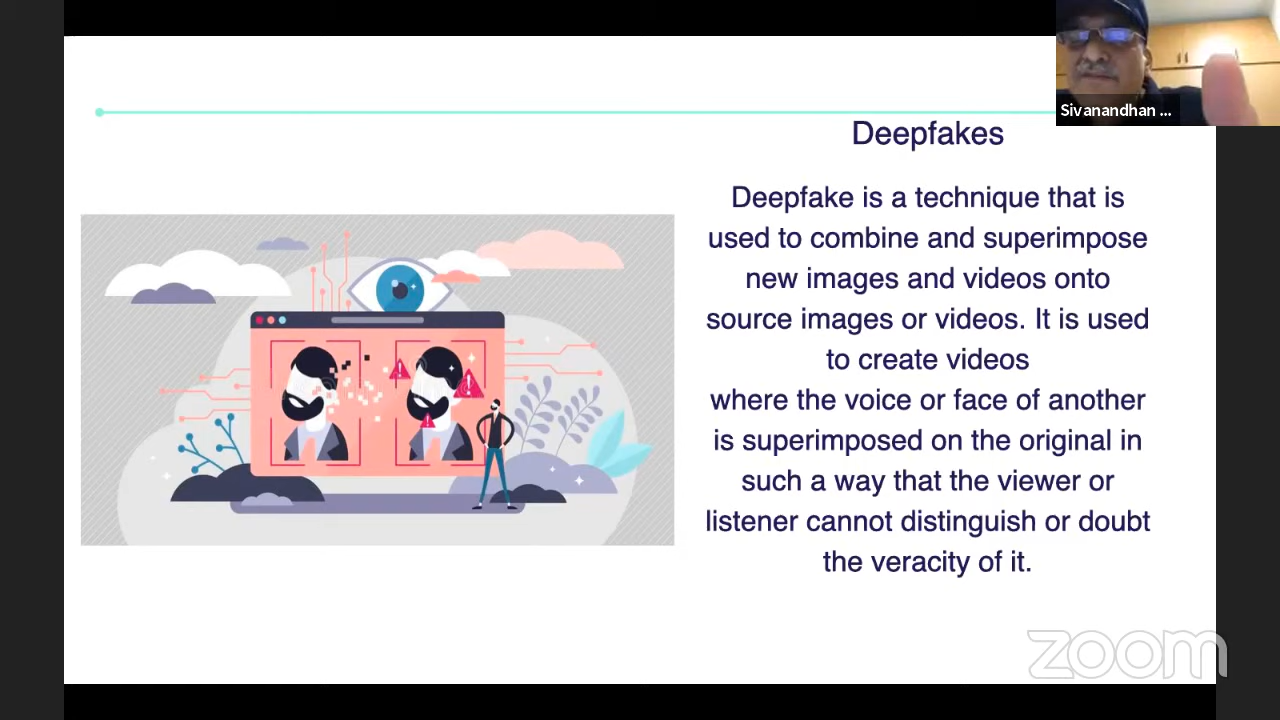 Sivanandhan ...
Deepfakes
Deepfake is a technique that is
used to combine and superimpose
new images and videos onto
source images or videos. It is used
to create videos
where the voice or face of another
is superimposed on the original in
such a way that the viewer or
listener cannot distinguish or doubt
the veracity of it.
zoom